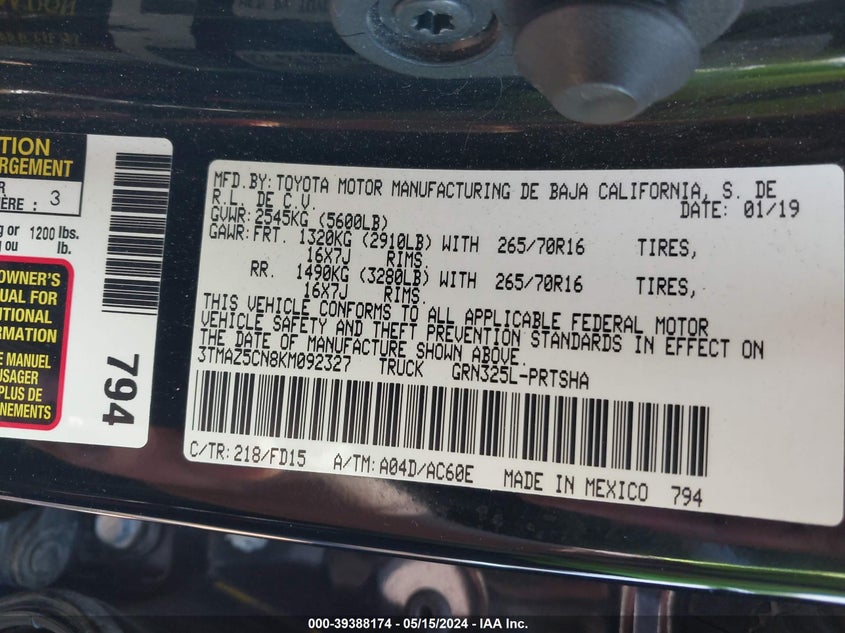 TION
RGEMENT
3
1200 lbs.
ou lb.
OWNER'S
UAL FOR
ITIONAL
RMATION
E MANUEL
USAGER
PLUS DE
NEMENTS
794
MFD.BY:TOYOTA MOTOR MANUFACTURING DE BAJA CALIFORNIA, S. DE
R.L. DE C.V. DATE: 01/19
GVWR:2545KG (5600LB)
GAWR:FRT. 1320KG (2910LB) WITH 265/70R16 TIRES,
16x7J RIMS.
RR. 1490KG (3280LB) WITH 265/70R16 TIRES,
16x7J RIMS.
THIS VEHICLE CONFORMS TO ALL APPLICABLE FEDERAL MOTOR
VEHICLE SAFETY AND THEFT PREVENTION STANDARDS IN EFFECT ON
THE DATE OF MANUFACTURE SHOWN ABOVE.
3TMAZ5CN8KM092327 TRUCK GRN325L-PRTSHA
C/TR:218/FD15 A/TM:A04D/AC60E MADE IN MEXICO 794
000-39388174 - 05/15/2024 - IAA Inc.